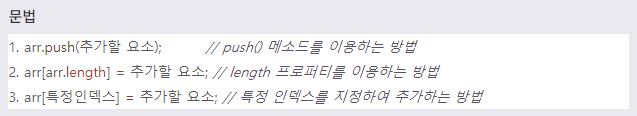 문법
1. arr.push(추가할 요소); // push() 메소드를 이용하는 방법
2. arr[arr.length] = 추가할 요소; // length 프로퍼티를 이용하는 방법
3. arr[특정인덱스] = 추가할 요소; // 특정 인덱스를 지정하여 추가하는 방법